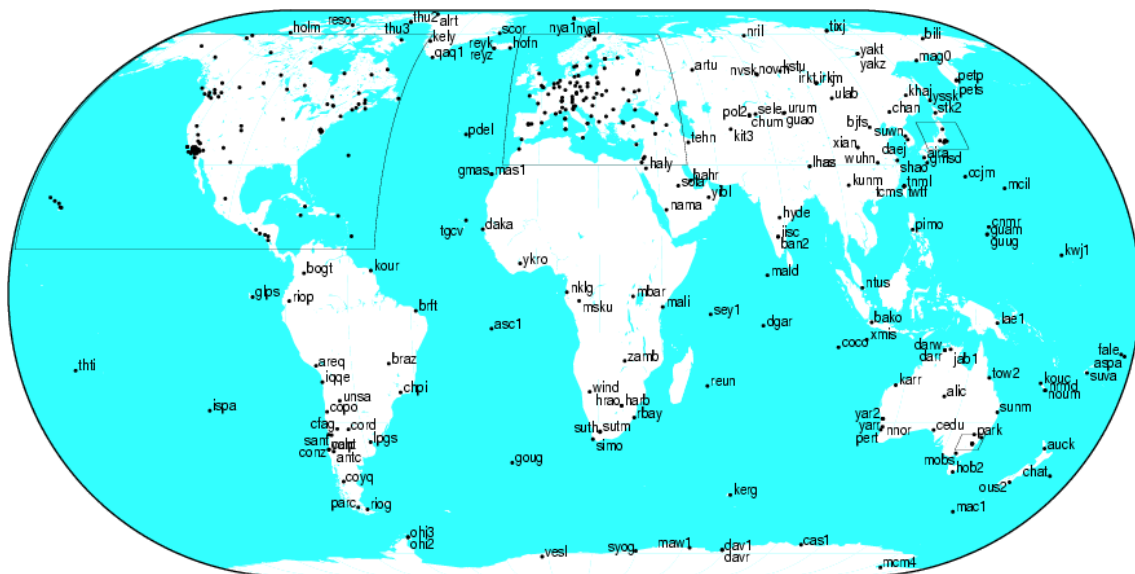 thu2 alrt
reso
holm
thu3
kely
qaq1
scor
reyk
reyz
hofn
nya1 nyal
nril
tixj
bili
yakt
yakz
mag0
petp
pets
artu
nvsk
kstu
irkt irkj
ulab
khaj
yssk
stk2
chan
pol2
sele
urum
chum
guao
kit3
tehn
bjfs
suwn
daej
xian
wuhn
shao
aira
gmsd
pdel
gmas mas1
haly
bahr
sola
yibl
nama
lhas
kunm
tcms
tnml
twtf
ccjm
mcil
tgcv
daka
ykro
hyde
iisc
ban2
mald
pimo
cnmr
guam
guug
kwj1
bogt
kour
glps
riop
brft
nklg
msku
mbar
mali
sey1
dgar
ntus
bako
xmis
coco
lae1
asc1
thti
ispa
areq
braz
iqqe
chpi
unsa
copo
cfag
cord
sant
conz
antc
lpgs
coyq
parc
riog
zamb
wind
hrao
harb
rbay
suth
sutm
simo
reun
goug
kerg
darw
darr
jab1
karr
alic
tow2
fale
aspa
suva
kouc
nrmd
noum
yar2
yarr
pert
nnor
cedu
sunm
park
mobs
hob2
auck
chat
ous2
mac1
ohi3
ohi2
vesl
syog
maw1
dav1
davr
cas1
mcm4